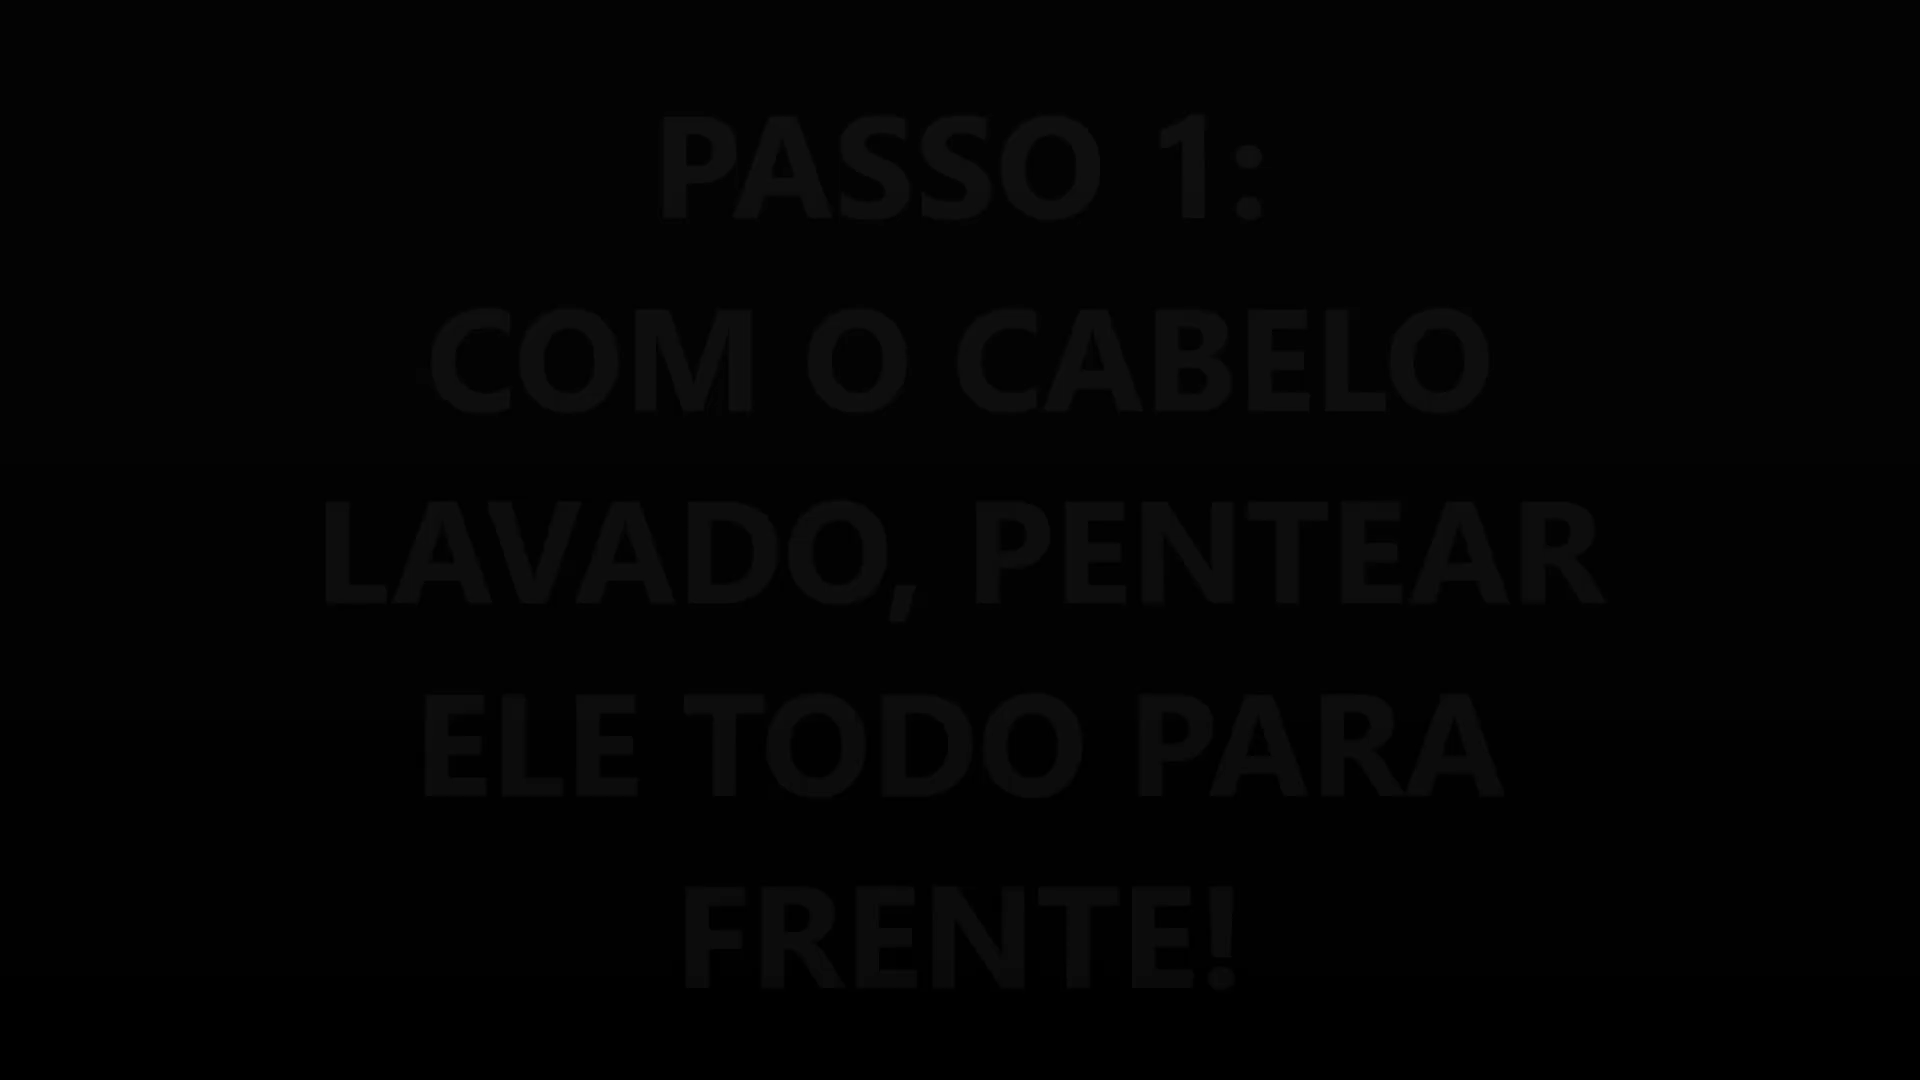 PASSO 1:
COM O CABELO
LAVADO, PENTEAR
ELE TODO PARA
FRENTE!